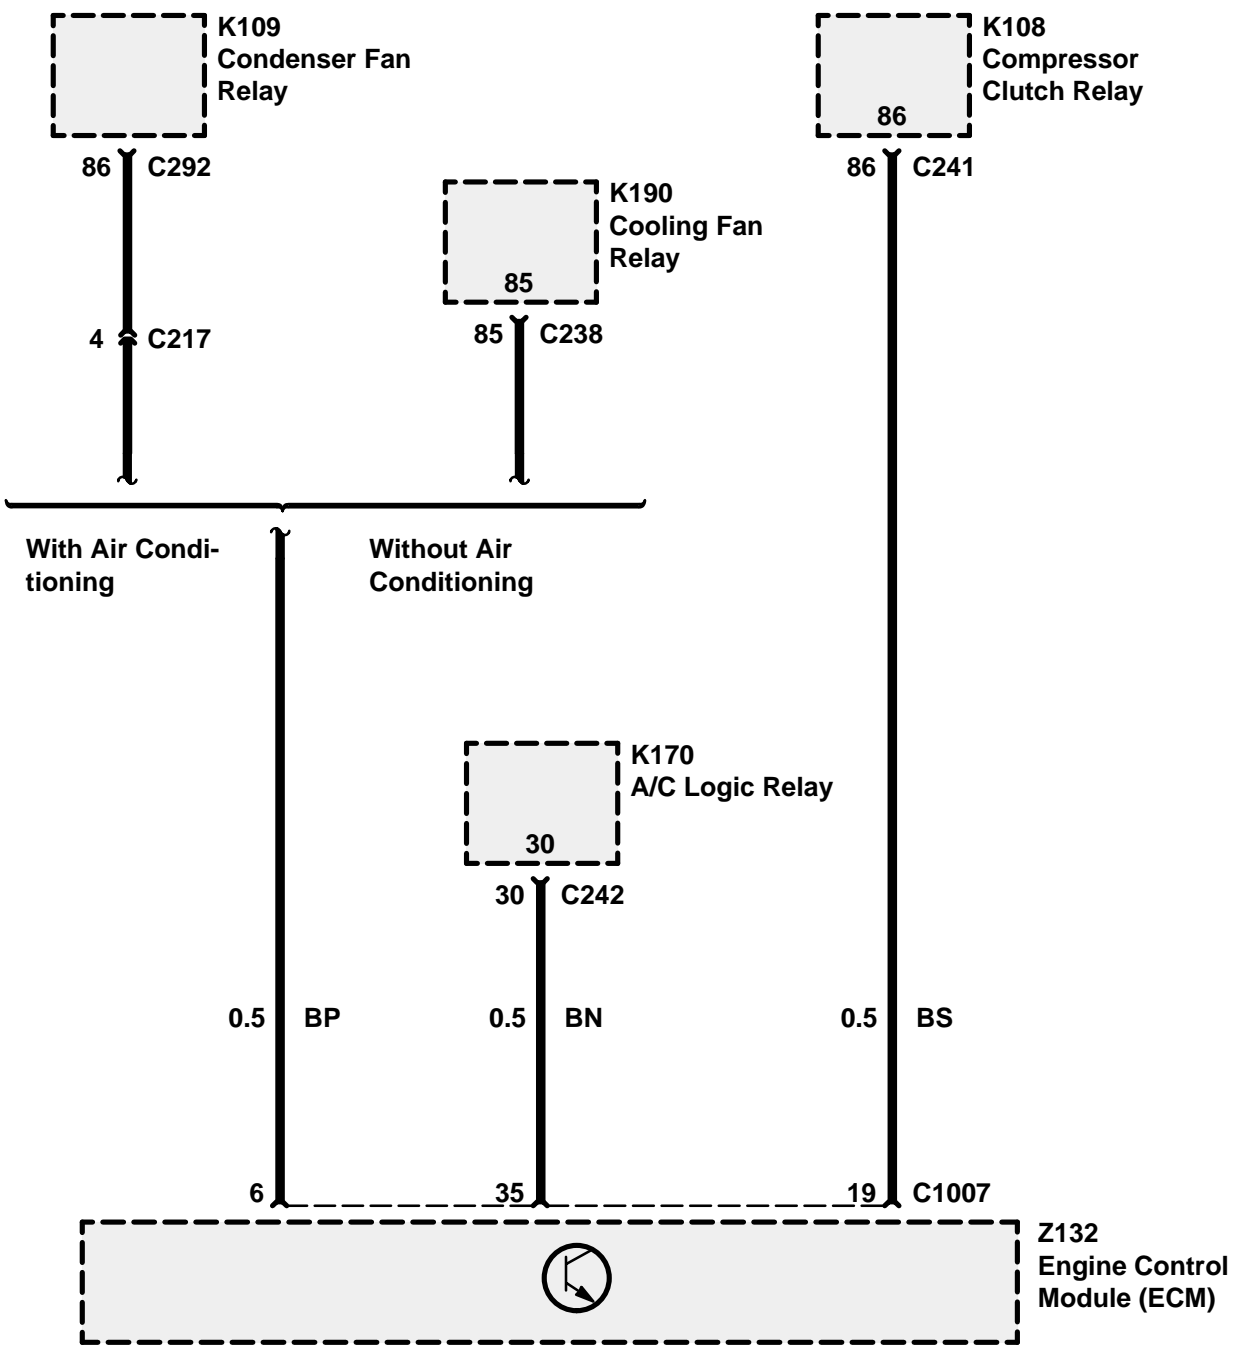 K109
Condenser Fan
Relay
86 C292
4 C217
K190
Cooling Fan
Relay
85
85 C238
K108
Compressor
Clutch Relay
86
86 C241
With Air Condi-
tioning
Without Air
Conditioning
K170
A/C Logic Relay
30
30 C242
0.5 BP
0.5 BN
0.5 BS
6
35
19 C1007
Z132
Engine Control
Module (ECM)